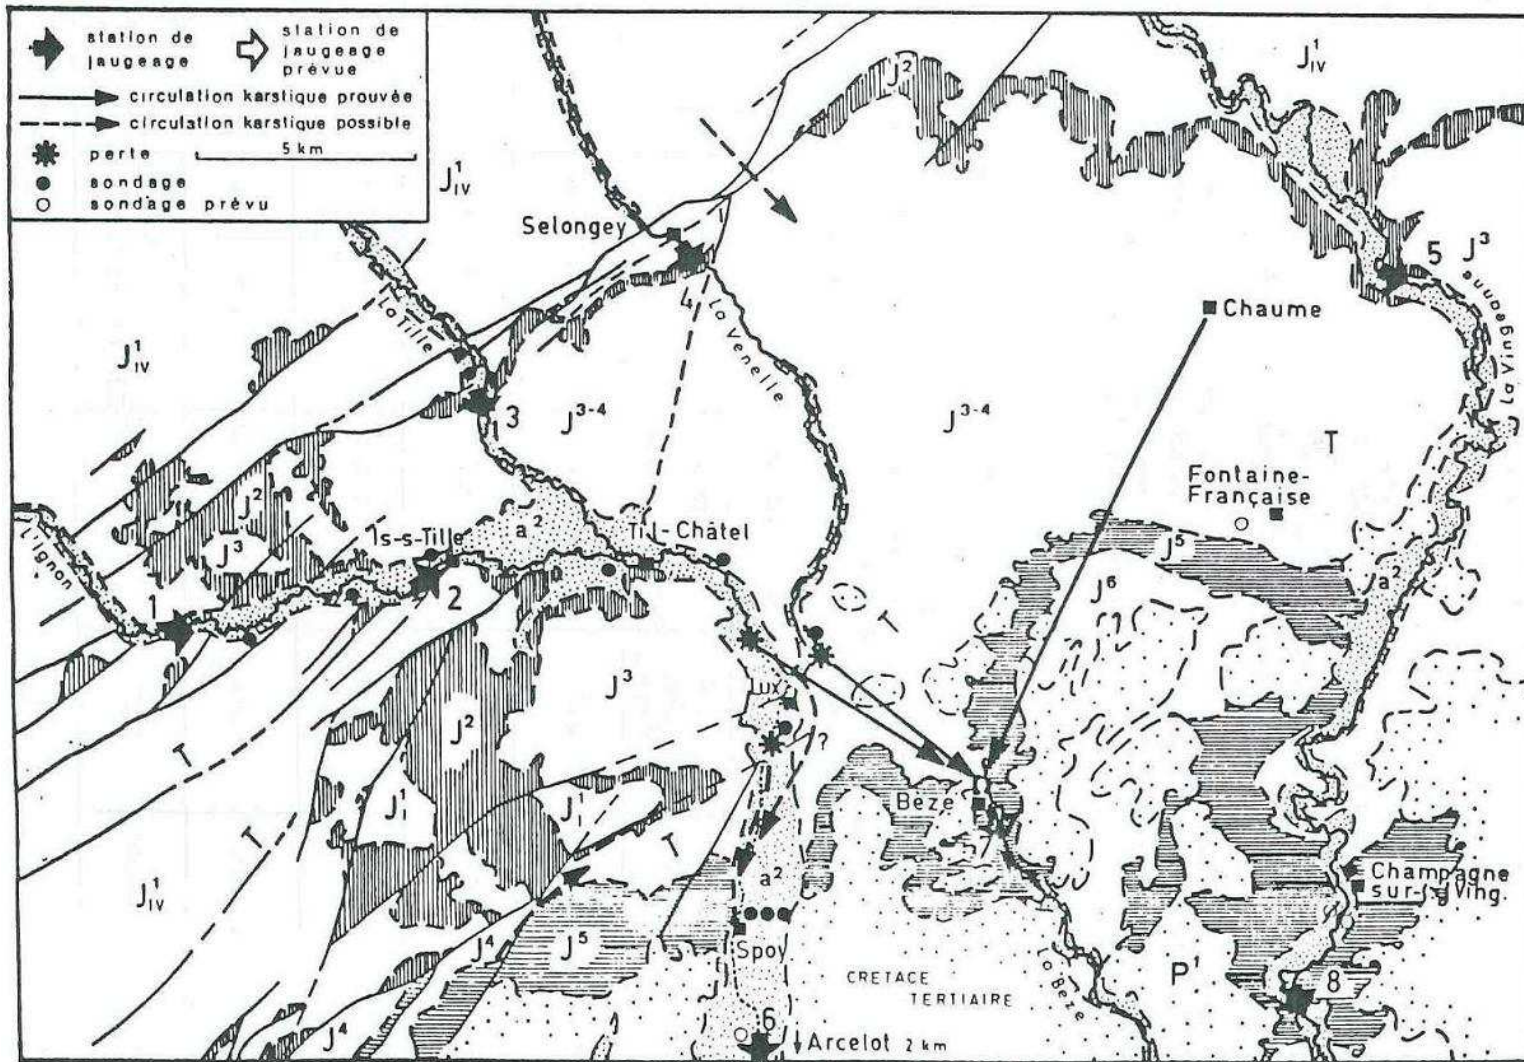 station de
jaugeage
station de
jaugeage
prévue
circulation karstique prouvée
circulation karstique possible
perte
5 km
sondage
sondage prévu
J¹IV
J²
J¹IV
Selongey
5
J³
4
La Tille
La Venelle
Chaume
La Vingeanne
J¹IV
3
J³⁻⁴
J³⁻⁴
T
Fontaine-
Française
J²
a²
Is-s-Tille
Til-Châtel
J³
J⁵
L'Ignon
a²
J⁶
1
2
T
J³
Lux
J²
?
T
Bèze
J¹I
J¹I
T
a²
Champagne
sur-s-Ving.
J¹IV
J⁴
J⁵
Spoy
CRETACE
TERTIAIRE
La Bèze
P¹
8
J⁴
6
Arcelot 2 km